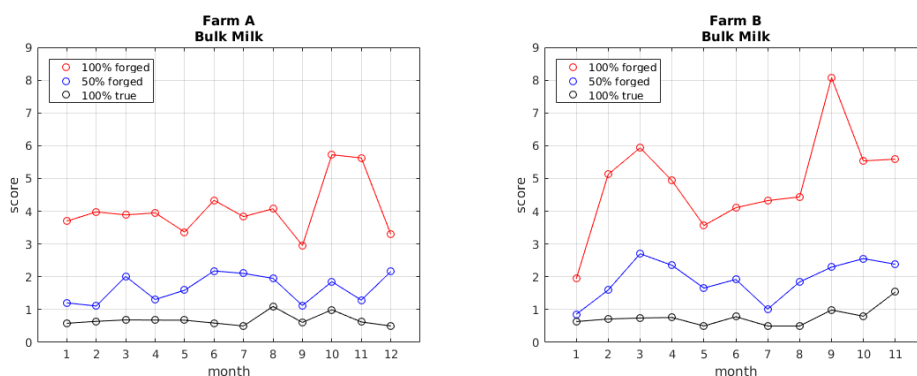 Farm A
Bulk Milk
9
8
7
6
5
4
3
2
1
0
score
100% forged
50% forged
100% true
1 2 3 4 5 6 7 8 9 10 11 12
month
Farm B
Bulk Milk
9
8
7
6
5
4
3
2
1
0
score
100% forged
50% forged
100% true
1 2 3 4 5 6 7 8 9 10 11
month